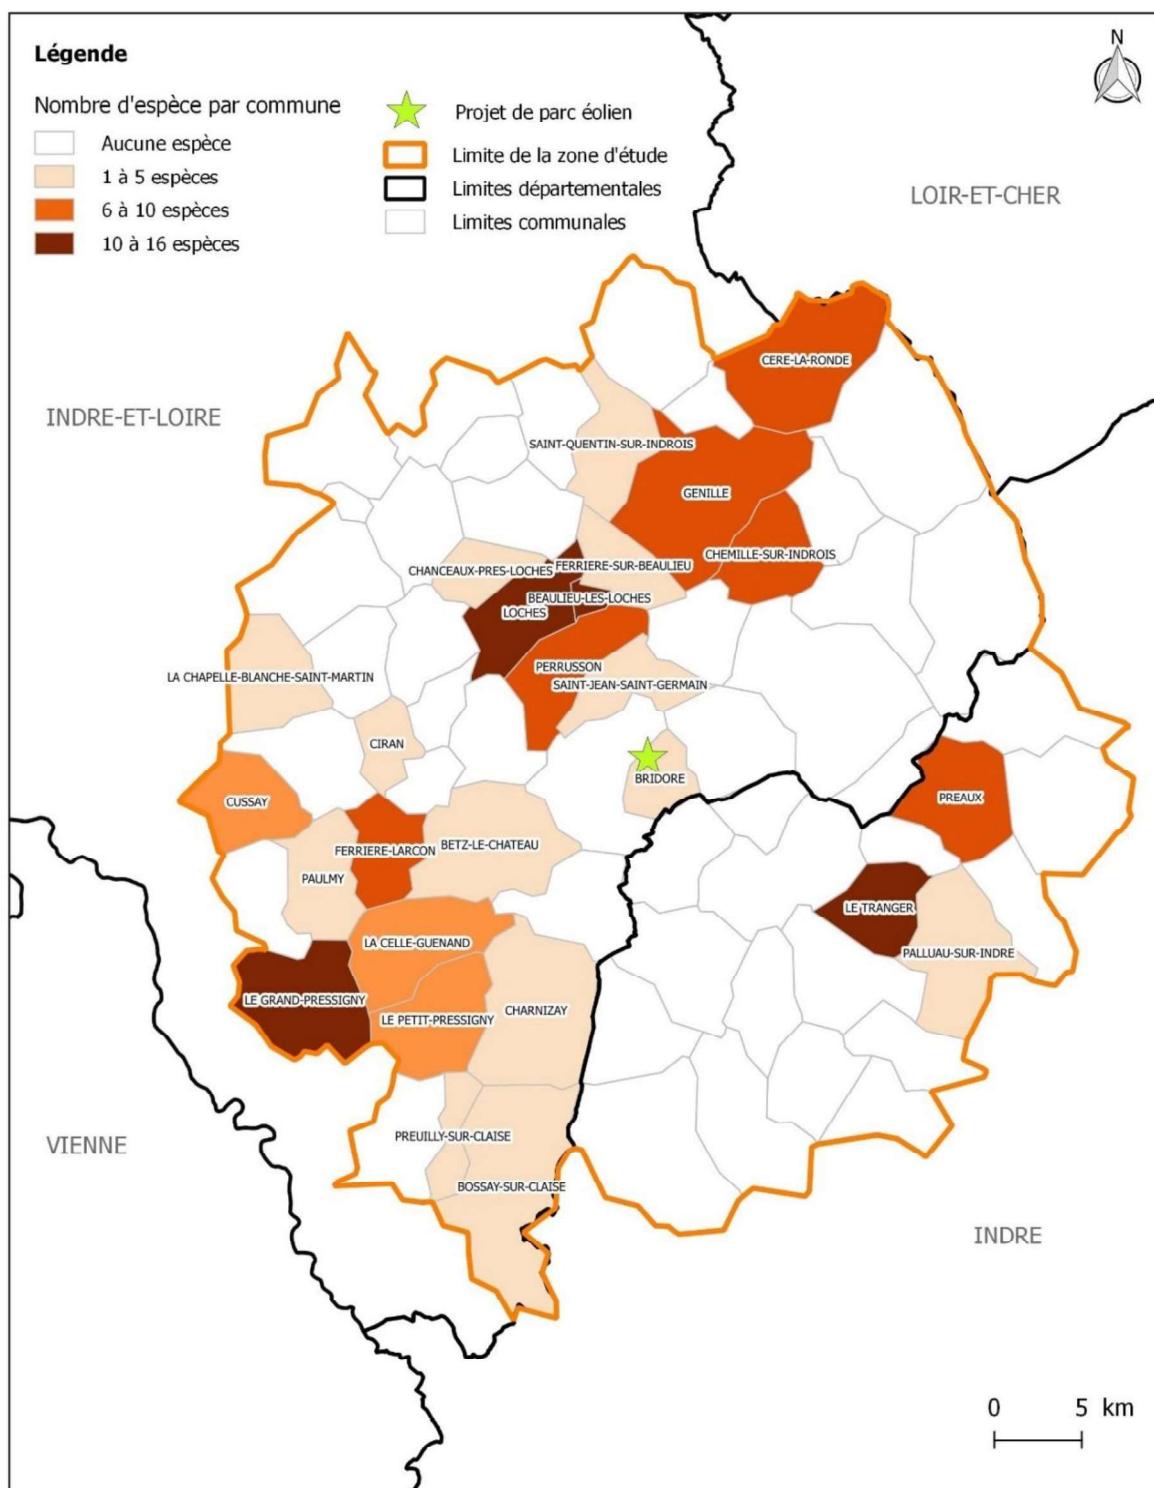 Légende
Nombre d'espèce par commune
Aucune espèce
1 à 5 espèces
6 à 10 espèces
10 à 16 espèces
Projet de parc éolien
Limite de la zone d'étude
Limites départementales
Limites communales
N
LOIR-ET-CHER
INDRE-ET-LOIRE
CERE-LA-RONDE
SAINT-QUENTIN-SUR-INDROIS
GENILLE
CHEMILLE-SUR-INDROIS
CHANCEAUX-PRES-LOCHES
FERRIERE-SUR-BEAULIEU
BEAULIEU-LES-LOCHES
LOCHES
PERRUSSON
LA CHAPELLE-BLANCHE-SAINT-MARTIN
SAINT-JEAN-SAINT-GERMAIN
CIRAN
BRIDORE
CUSSAY
PREAUX
FERRIERE-LARCON
BETZ-LE-CHATEAU
PAULMY
LE TRANGER
LA CELLE-GUENAND
PALLUAU-SUR-INDRE
LE GRAND-PRESSIGNY
CHARNIZAY
LE PETIT-PRESSIGNY
PREUILLY-SUR-CLAISE
VIENNE
BOSSAY-SUR-CLAISE
INDRE
0 5 km